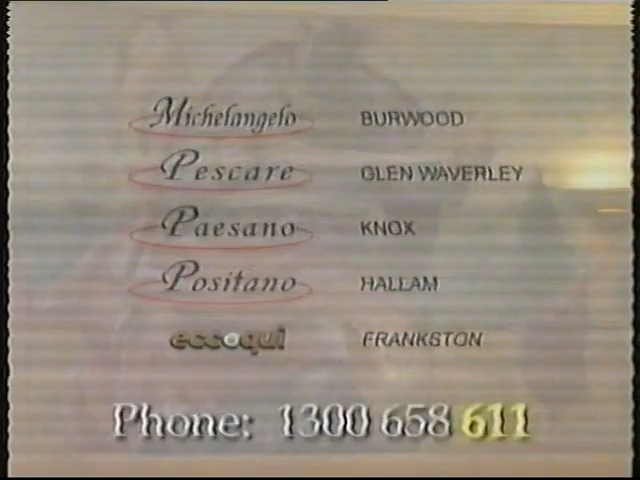 Michelangelo BURWOOD
Pescare GLEN WAVERLEY
Paesano KNOX
Positano HALLAM
eccoqui FRANKSTON
Phone: 1300 658 611